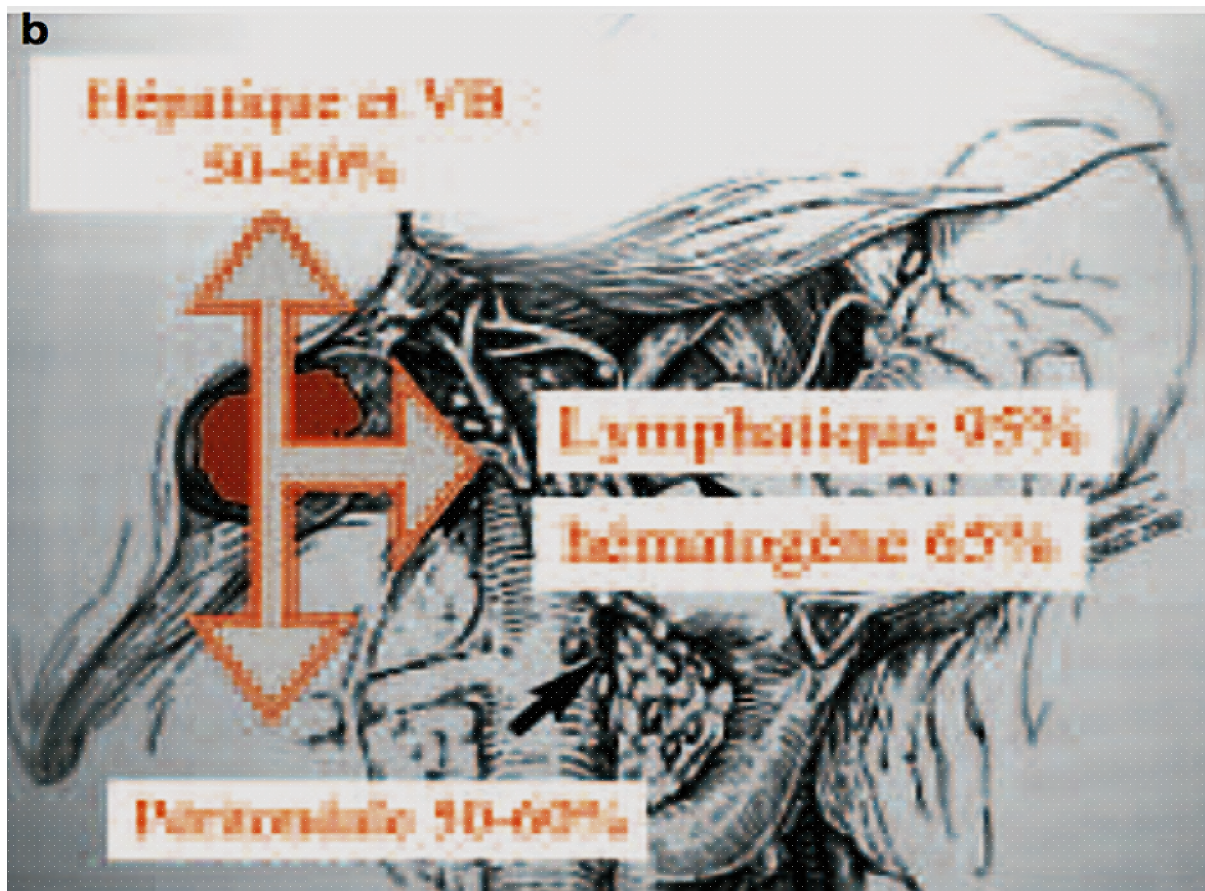 b
Hépatique et VB
50-60%
Lymphatique 95%
hématogène 65%
Péritonéale 50-60%